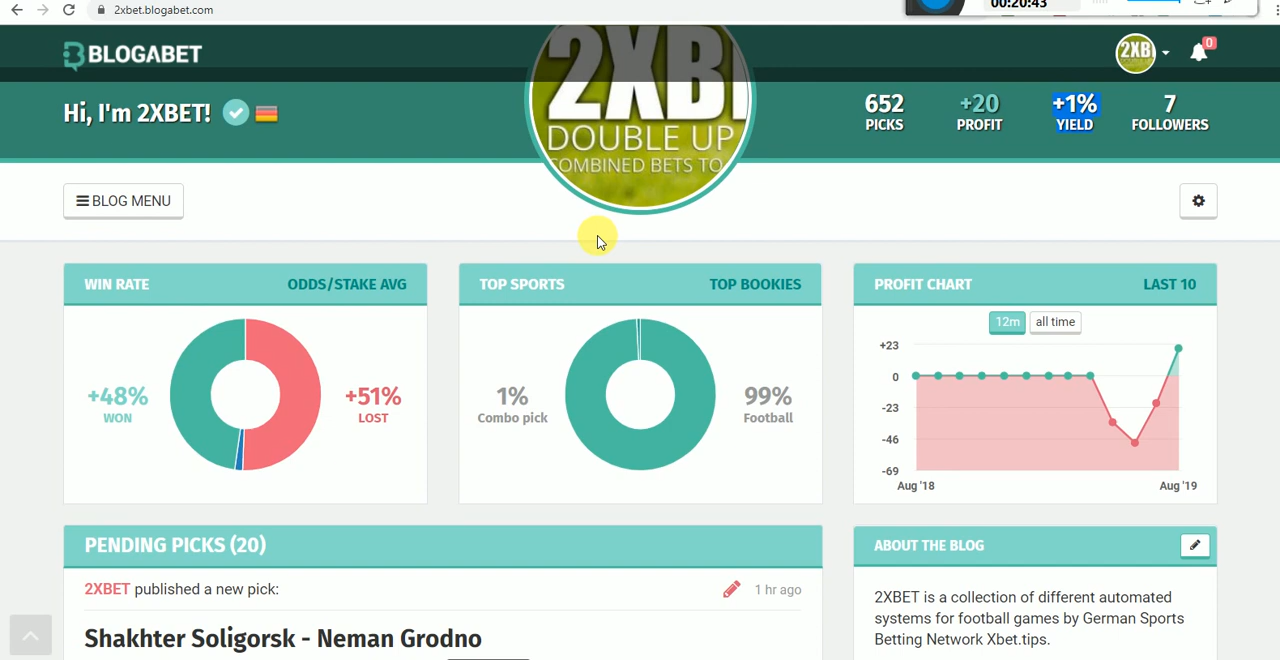 2xbet.blogabet.com
00:20:43
BLOGABET
2XB
0
Hi, I'm 2XBET!
2XB
DOUBLE UP
COMBINED BETS TO
652
PICKS
+20
PROFIT
+1%
YIELD
7
FOLLOWERS
BLOG MENU
WIN RATE
ODDS/STAKE AVG
+48%
WON
+51%
LOST
TOP SPORTS
TOP BOOKIES
1%
Combo pick
99%
Football
PROFIT CHART
LAST 10
12m
all time
+23
0
-23
-46
-69
Aug '18
Aug '19
PENDING PICKS (20)
2XBET published a new pick:
1 hr ago
Shakhter Soligorsk - Neman Grodno
ABOUT THE BLOG
2XBET is a collection of different automated
systems for football games by German Sports
Betting Network Xbet.tips.